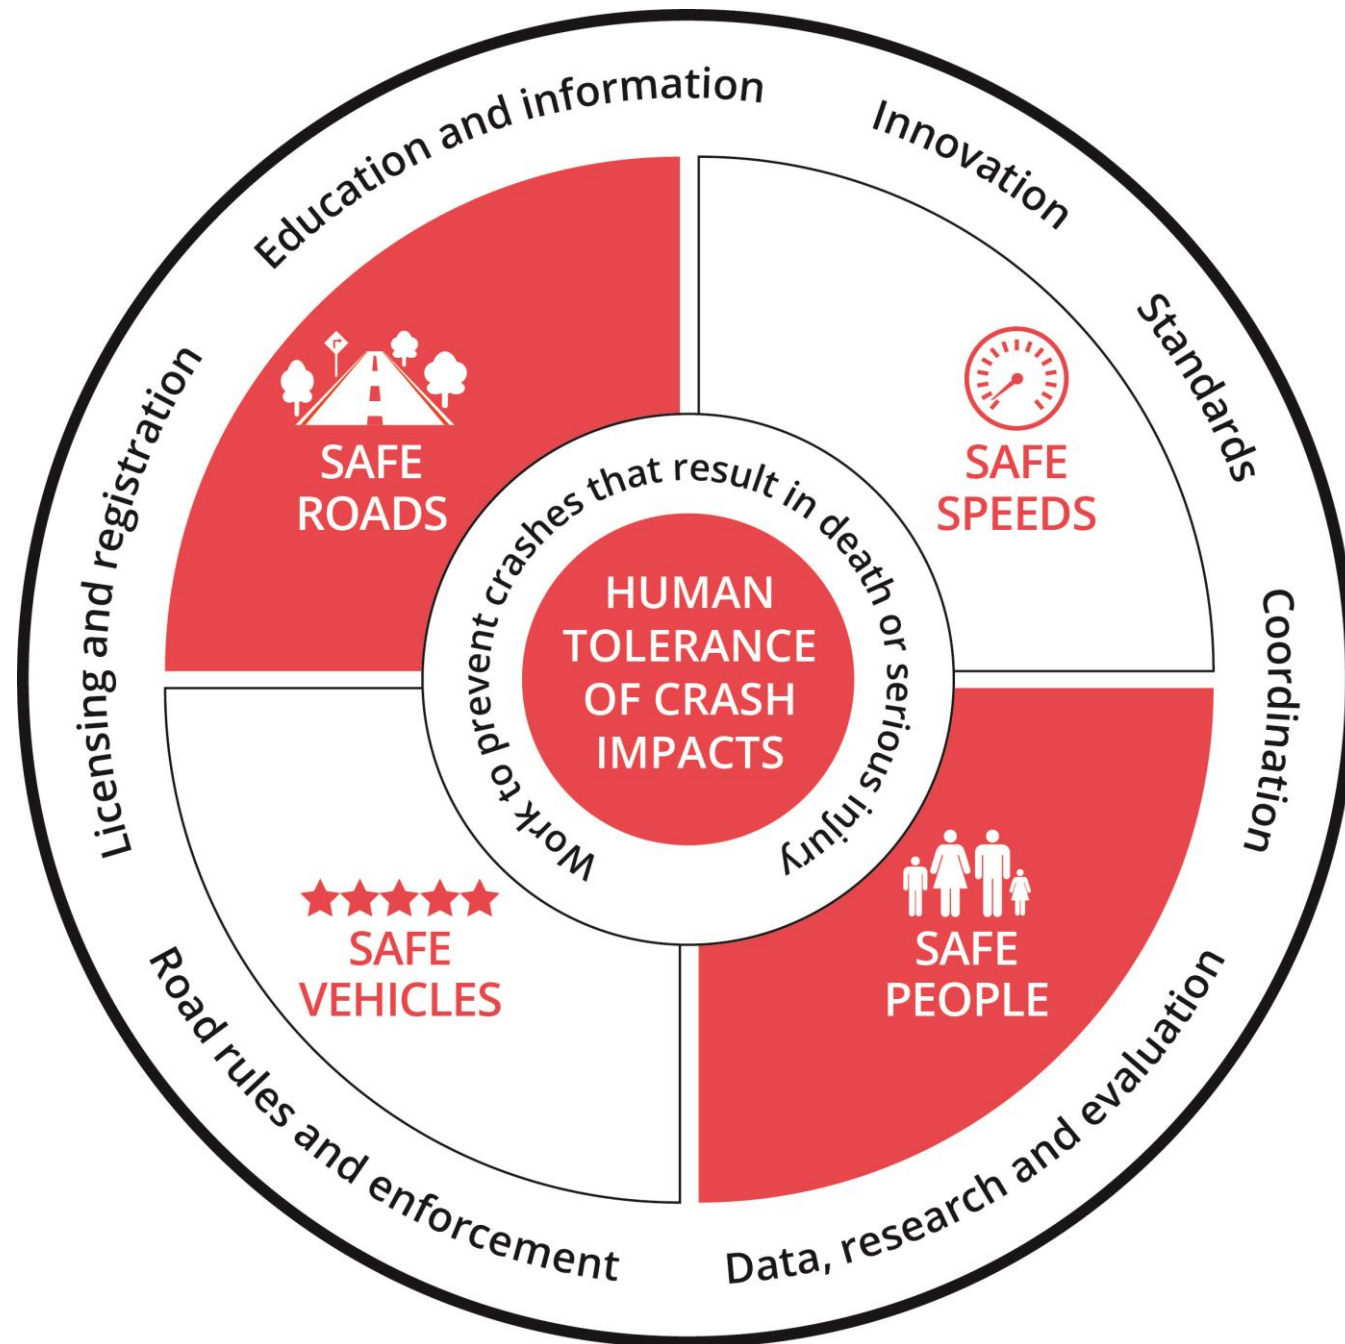 Education and information
Innovation
Standards
Coordination
Data, research and evaluation
Road rules and enforcement
Licensing and registration
SAFE
ROADS
SAFE
SPEEDS
SAFE
PEOPLE
SAFE
VEHICLES
Work to prevent crashes that result in death or serious injury
HUMAN
TOLERANCE
OF CRASH
IMPACTS